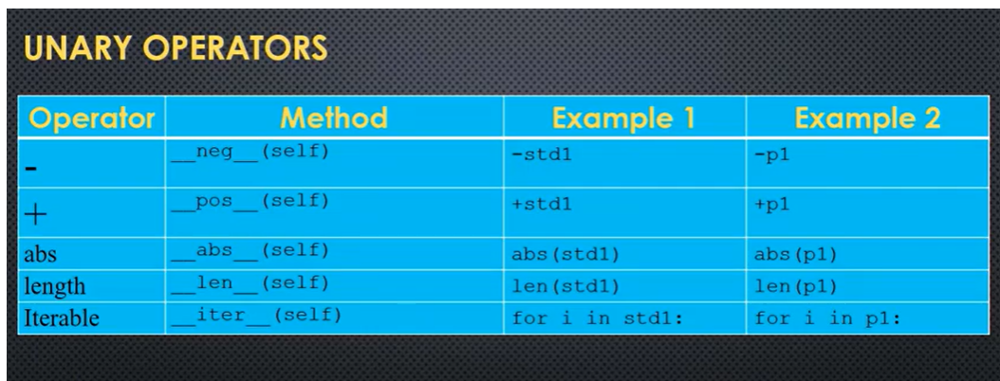 UNARY OPERATORS
Operator Method Example 1 Example 2
- __neg__(self) -std1 -p1
+ __pos__(self) +std1 +p1
abs __abs__(self) abs(std1) abs(p1)
length __len__(self) len(std1) len(p1)
Iterable __iter__(self) for i in std1: for i in p1: